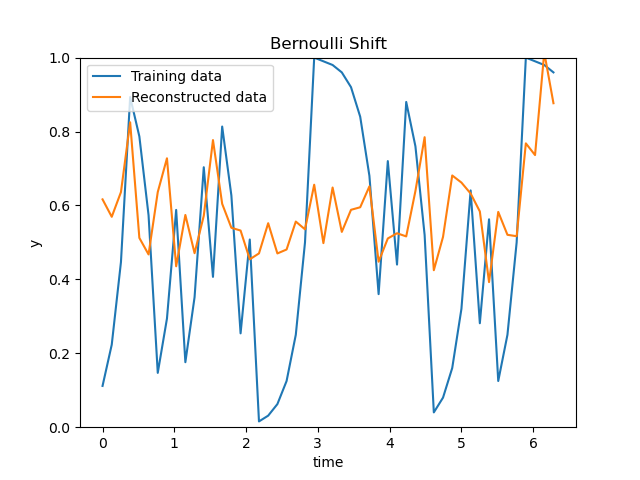 Bernoulli Shift
Training data
Reconstructed data
1.0
0.8
0.6
0.4
0.2
0.0
y
0 1 2 3 4 5 6
time